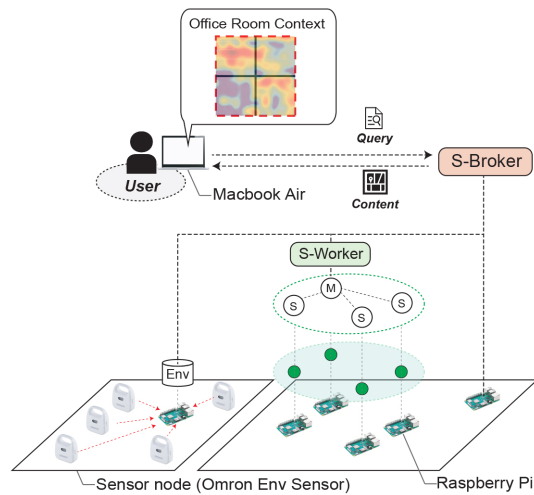 Office Room Context
Query
S-Broker
User
Macbook Air
Content
S-Worker
M
S
S
S
Env
Sensor node (Omron Env Sensor)
Raspberry Pi